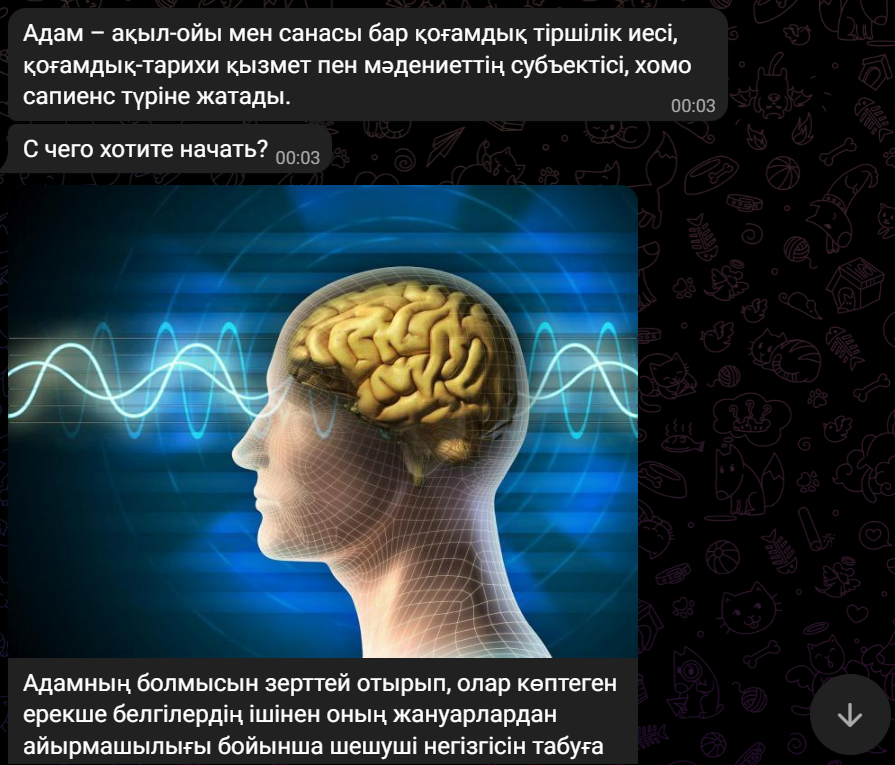 Адам – ақыл-ойы мен санасы бар қоғамдық тіршілік иесі,
қоғамдық-тарихи қызмет пен мәдениеттің субъектісі, хомо
сапиенс түріне жатады.
00:03
С чего хотите начать? 00:03
Адамның болмысын зерттей отырып, олар көптеген
ерекше белгілердің ішінен оның жануарлардан
айырмашылығы бойынша шешуші негізгісін табуға